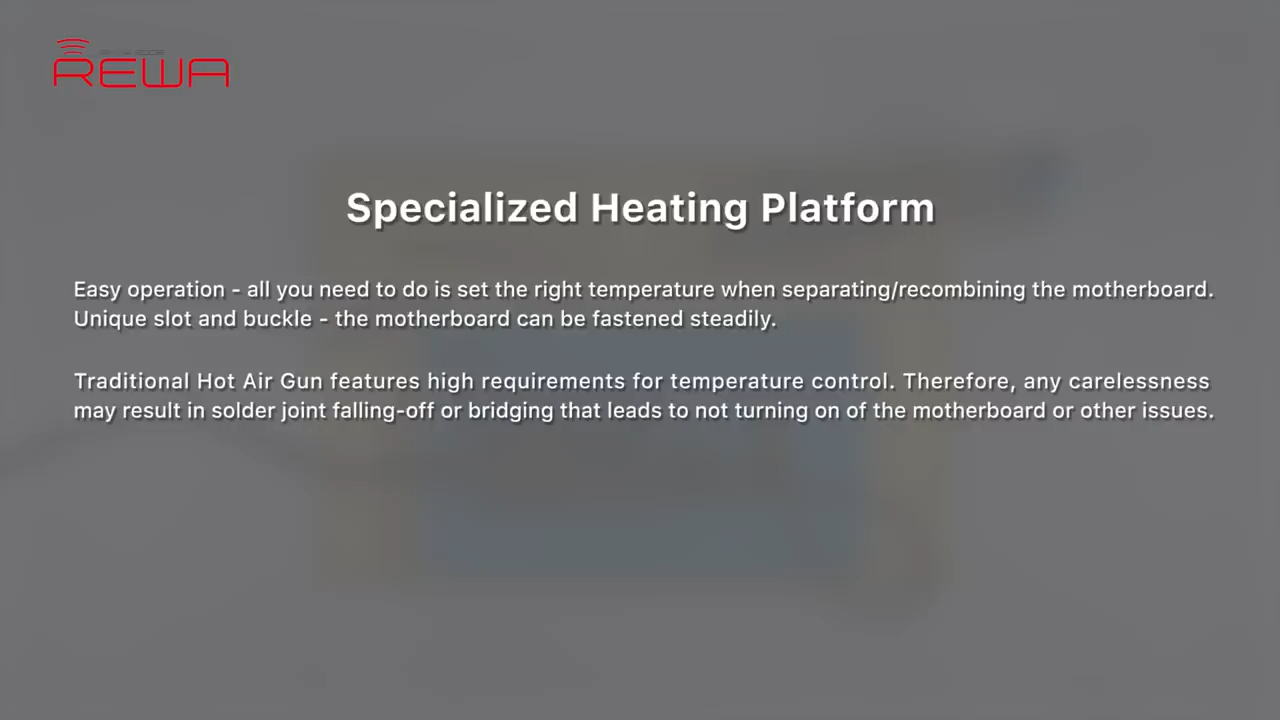 REWA
Specialized Heating Platform
Easy operation - all you need to do is set the right temperature when separating/recombining the motherboard.
Unique slot and buckle - the motherboard can be fastened steadily.
Traditional Hot Air Gun features high requirements for temperature control. Therefore, any carelessness
may result in solder joint falling-off or bridging that leads to not turning on of the motherboard or other issues.